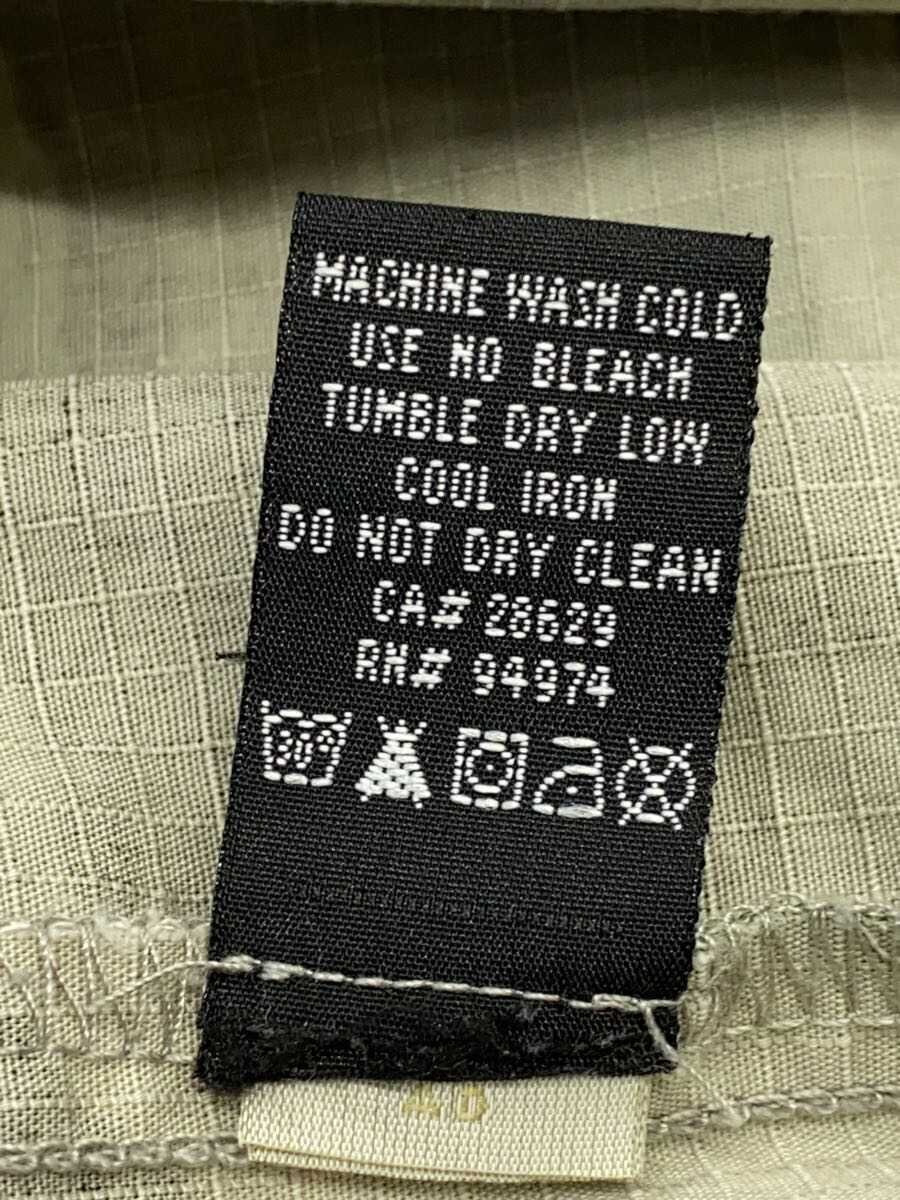 MACHINE WASH COLD
USE NO BLEACH
TUMBLE DRY LOW
COOL IRON
DO NOT DRY CLEAN
CA# 28629
RN# 94974
30°